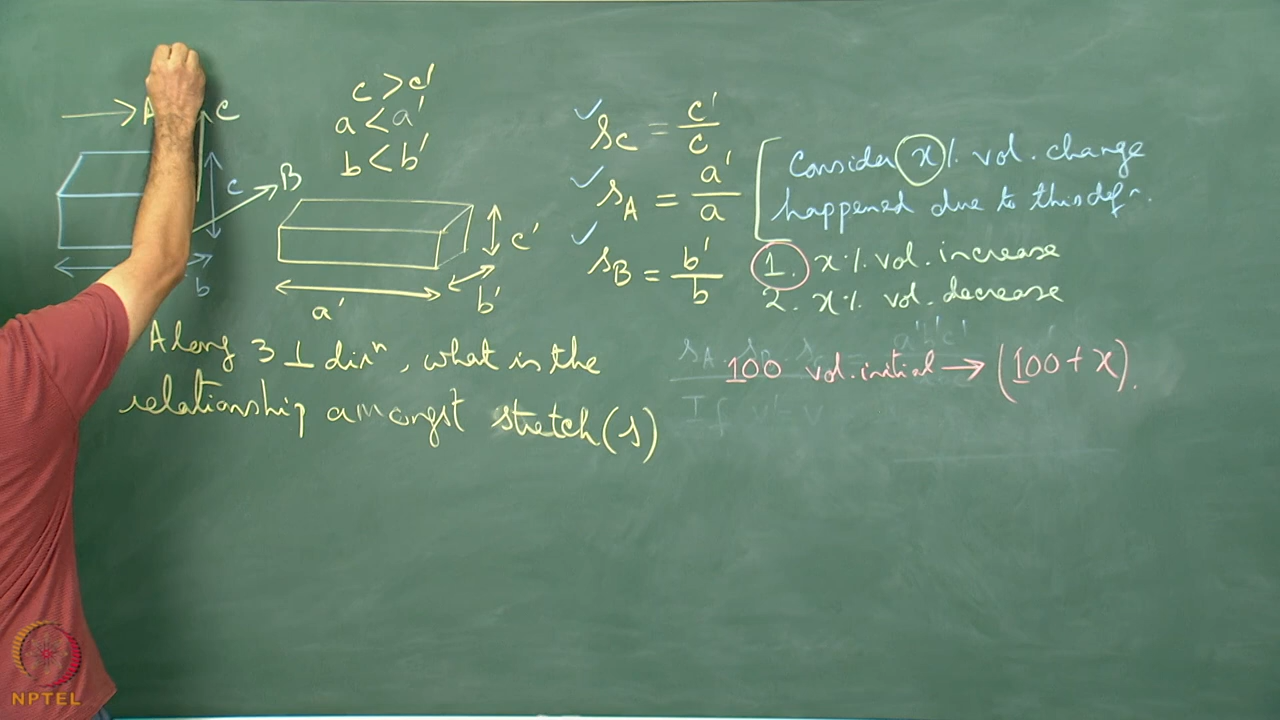 A
C
c
B
b
c > c'
a < a'
b < b'
c'
b'
a'
s_C = c'/c
s_A = a'/a
s_B = b'/b
Consider x% vol. change
happened due to this defⁿ.
1. x% vol. increase
2. x% vol. decrease
Along 3 ⊥ dirⁿ, what is the
relationship amongst stretch (s)
100 vol. initial → (100 + x).
NPTEL